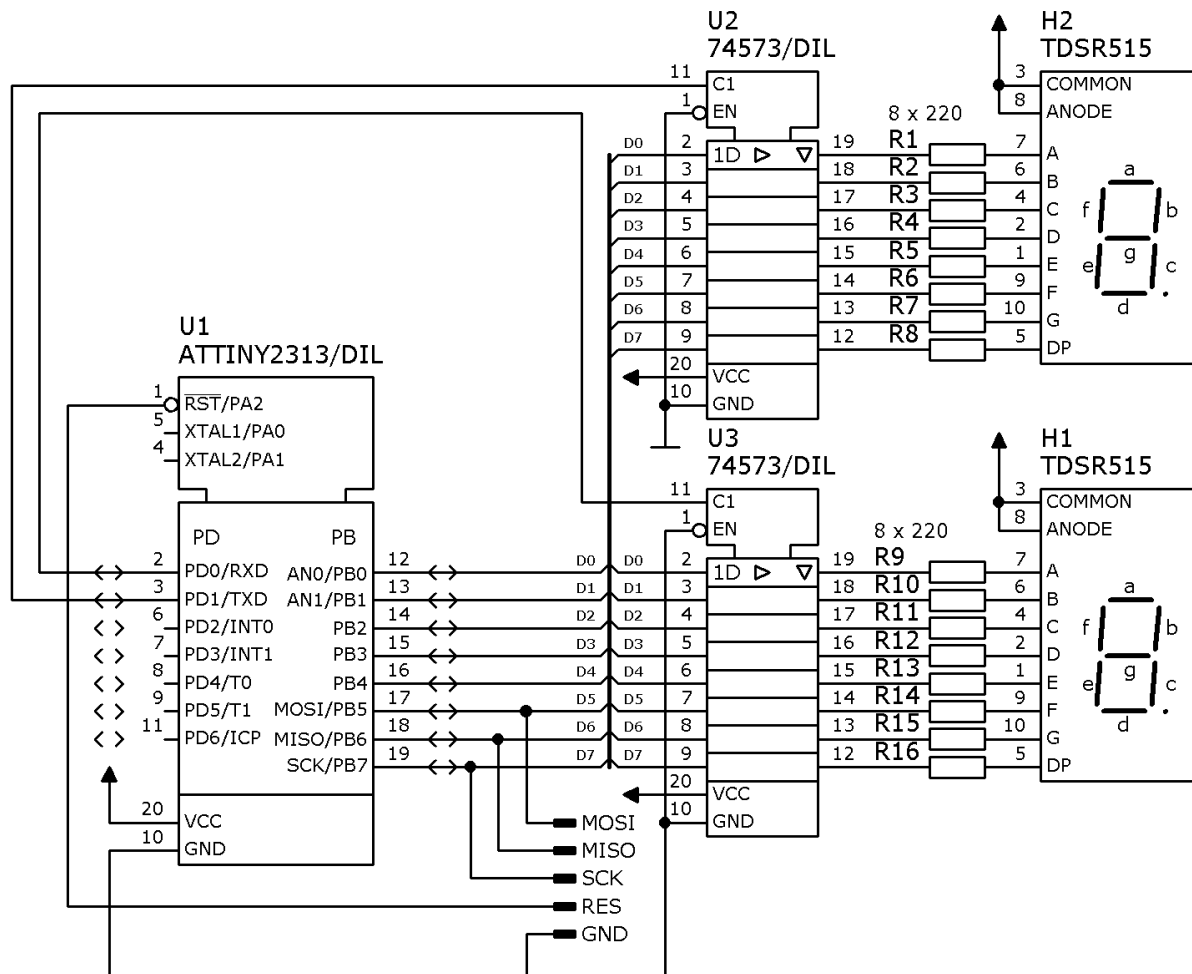 U2
74573/DIL
11 C1
1 EN
D0 2 1D 19
D1 3 18
D2 4 17
D3 5 16
D4 6 15
D5 7 14
D6 8 13
D7 9 12
20 VCC
10 GND
8 x 220
R1
R2
R3
R4
R5
R6
R7
R8
H2
TDSR515
3 COMMON
8 ANODE
7 A
6 B
4 C
2 D
1 E
9 F
10 G
5 DP
a
f b
g
e c
d
U1
ATTINY2313/DIL
1 RST/PA2
5 XTAL1/PA0
4 XTAL2/PA1
PD PB
2 PD0/RXD AN0/PB0 12 D0
3 PD1/TXD AN1/PB1 13 D1
6 PD2/INT0 PB2 14 D2
7 PD3/INT1 PB3 15 D3
8 PD4/T0 PB4 16 D4
9 PD5/T1 MOSI/PB5 17 D5
11 PD6/ICP MISO/PB6 18 D6
SCK/PB7 19 D7
20 VCC
10 GND
U3
74573/DIL
11 C1
1 EN
D0 2 1D 19
D1 3 18
D2 4 17
D3 5 16
D4 6 15
D5 7 14
D6 8 13
D7 9 12
20 VCC
10 GND
8 x 220
R9
R10
R11
R12
R13
R14
R15
R16
H1
TDSR515
3 COMMON
8 ANODE
7 A
6 B
4 C
2 D
1 E
9 F
10 G
5 DP
a
f b
g
e c
d
MOSI
MISO
SCK
RES
GND